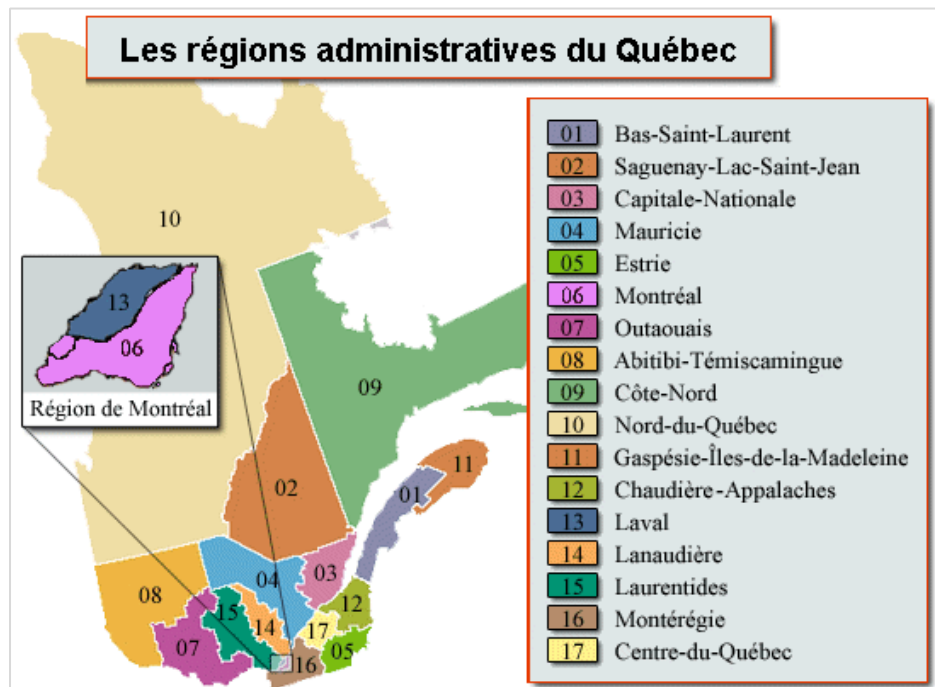 Les régions administratives du Québec
01 Bas-Saint-Laurent
02 Saguenay-Lac-Saint-Jean
03 Capitale-Nationale
04 Mauricie
05 Estrie
06 Montréal
07 Outaouais
08 Abitibi-Témiscamingue
09 Côte-Nord
10 Nord-du-Québec
11 Gaspésie-Îles-de-la-Madeleine
12 Chaudière-Appalaches
13 Laval
14 Lanaudière
15 Laurentides
16 Montérégie
17 Centre-du-Québec
10
13
06
Région de Montréal
09
11
02
01
04
03
08
15
12
14
17
07
16
05